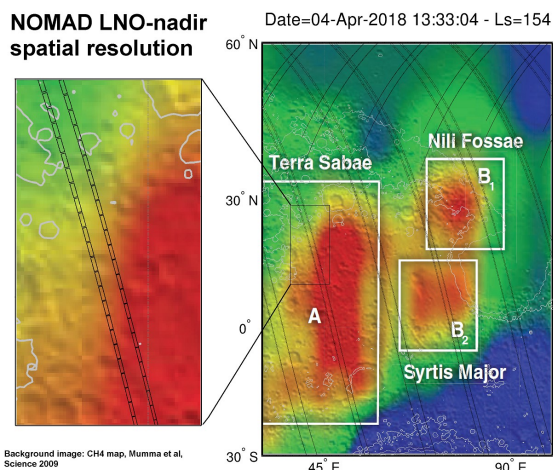 NOMAD LNO-nadir
spatial resolution
Date=04-Apr-2018 13:33:04 - Ls=154
60° N
Nili Fossae
Terra Sabae
B1
30° N
A
0°
B2
Syrtis Major
30° S
45° E
90° E
Background image: CH4 map, Mumma et al,
Science 2009